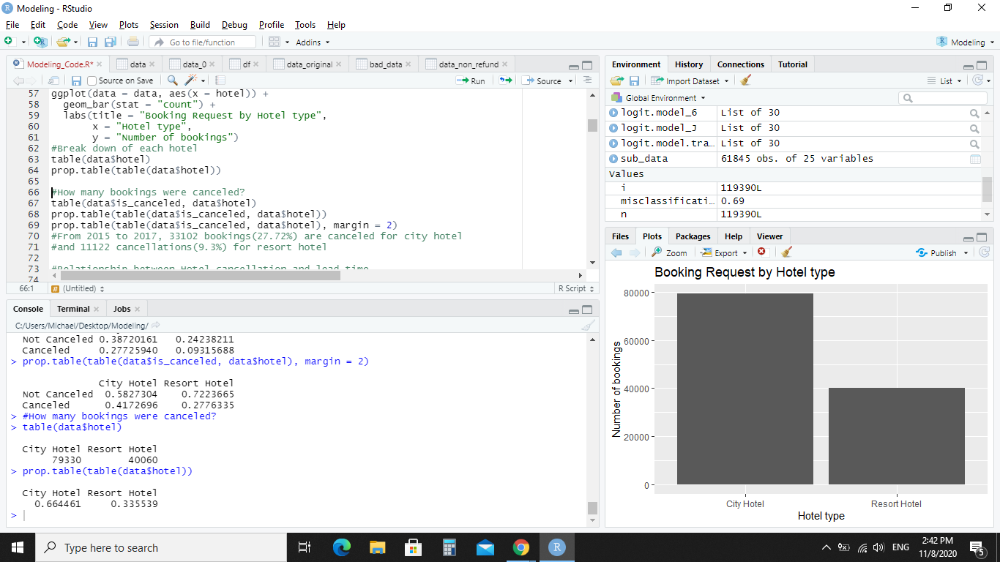 Modeling - RStudio
File Edit Code View Plots Session Build Debug Profile Tools Help
Go to file/function Addins Modeling
Modeling_Code.R* data data_0 df data_original bad_data data_non_refund
Source on Save Run Source
57 ggplot(data = data, aes(x = hotel)) +
58 geom_bar(stat = "count") +
59 labs(title = "Booking Request by Hotel type",
60 x = "Hotel type",
61 y = "Number of bookings")
62 #Break down of each hotel
63 table(data$hotel)
64 prop.table(table(data$hotel))
65
66 #How many bookings were canceled?
67 table(data$is_canceled, data$hotel)
68 prop.table(table(data$is_canceled, data$hotel))
69 prop.table(table(data$is_canceled, data$hotel), margin = 2)
70 #From 2015 to 2017, 33102 bookings(27.72%) are canceled for city hotel
71 #and 11122 cancellations(9.3%) for resort hotel
72
73 #Relationship between Hotel cancellation and lead time
74
66:1 # (Untitled) R Script
Console Terminal Jobs
C:/Users/Michael/Desktop/Modeling/
Not Canceled 0.38720161 0.24238211
Canceled 0.27725940 0.09315688
> prop.table(table(data$is_canceled, data$hotel), margin = 2)
City Hotel Resort Hotel
Not Canceled 0.5827304 0.7223665
Canceled 0.4172696 0.2776335
> #How many bookings were canceled?
> table(data$hotel)
City Hotel Resort Hotel
79330 40060
> prop.table(table(data$hotel))
City Hotel Resort Hotel
0.664461 0.335539
>
Environment History Connections Tutorial
Import Dataset List
Global Environment
logit.model_6 List of 30
logit.model_J List of 30
logit.model.tra… List of 30
sub_data 61845 obs. of 25 variables
Values
i 119390L
misclassificati… 0.69
n 119390L
Files Plots Packages Help Viewer
Zoom Export Publish
Booking Request by Hotel type
80000
60000
40000
20000
0
Number of bookings
City Hotel Resort Hotel
Hotel type
Type here to search
ENG
2:42 PM
11/8/2020
5